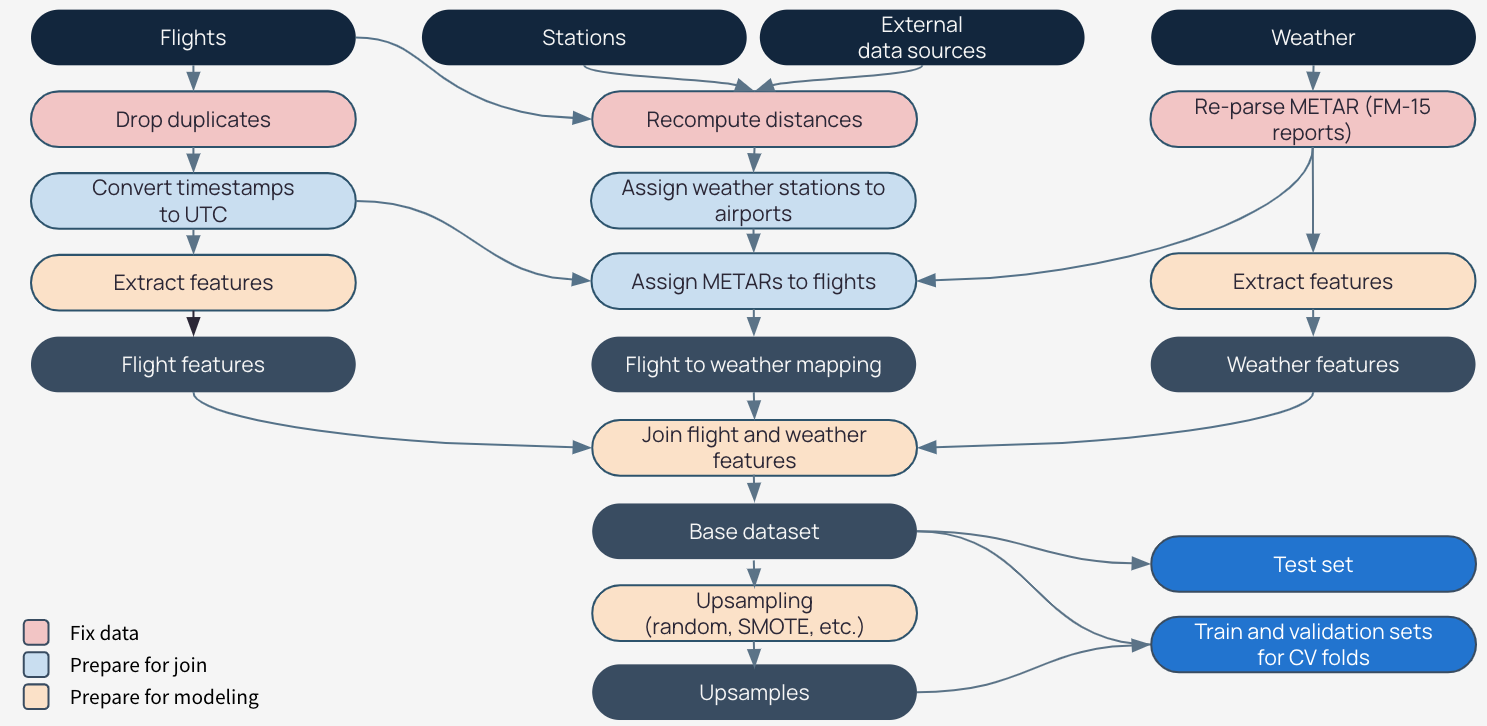 Flights
Stations
External
data sources
Weather
Drop duplicates
Recompute distances
Re-parse METAR (FM-15
reports)
Convert timestamps
to UTC
Assign weather stations to
airports
Extract features
Assign METARs to flights
Extract features
Flight features
Flight to weather mapping
Weather features
Join flight and weather
features
Base dataset
Test set
Upsampling
(random, SMOTE, etc.)
Train and validation sets
for CV folds
Upsamples
Fix data
Prepare for join
Prepare for modeling